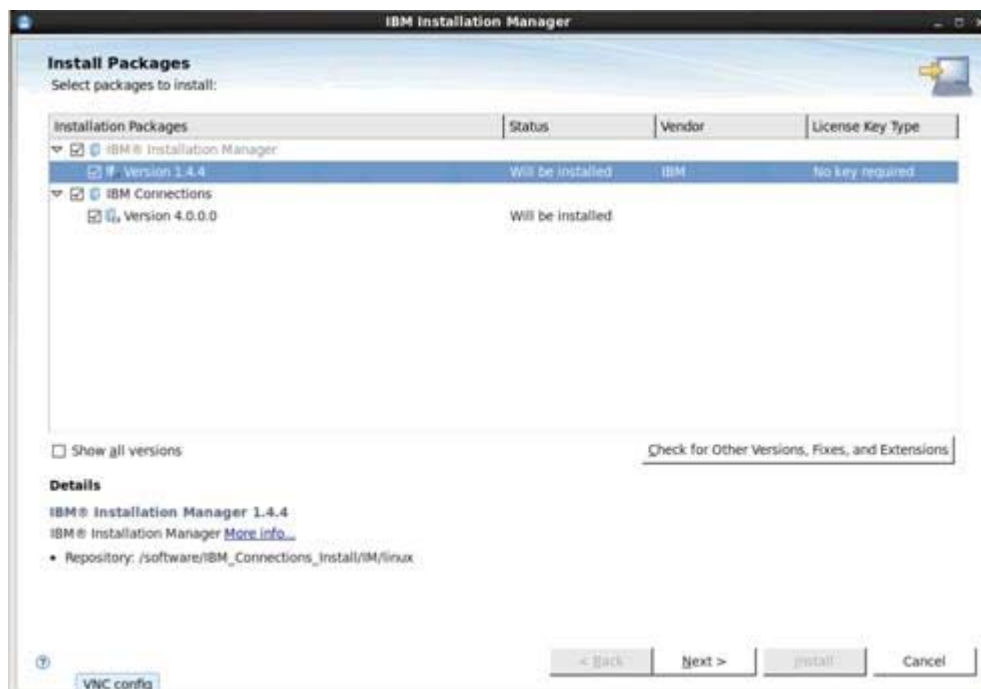 IBM Installation Manager
Install Packages
Select packages to install:
Installation Packages Status Vendor License Key Type
IBM® Installation Manager
Version 1.4.4 Will be installed IBM No key required
IBM Connections
Version 4.0.0.0 Will be installed
Show all versions Check for Other Versions, Fixes, and Extensions
Details
IBM® Installation Manager 1.4.4
IBM® Installation Manager More info...
• Repository: /software/IBM_Connections_Install/IM/linux
< Back Next > Install Cancel
VNC config